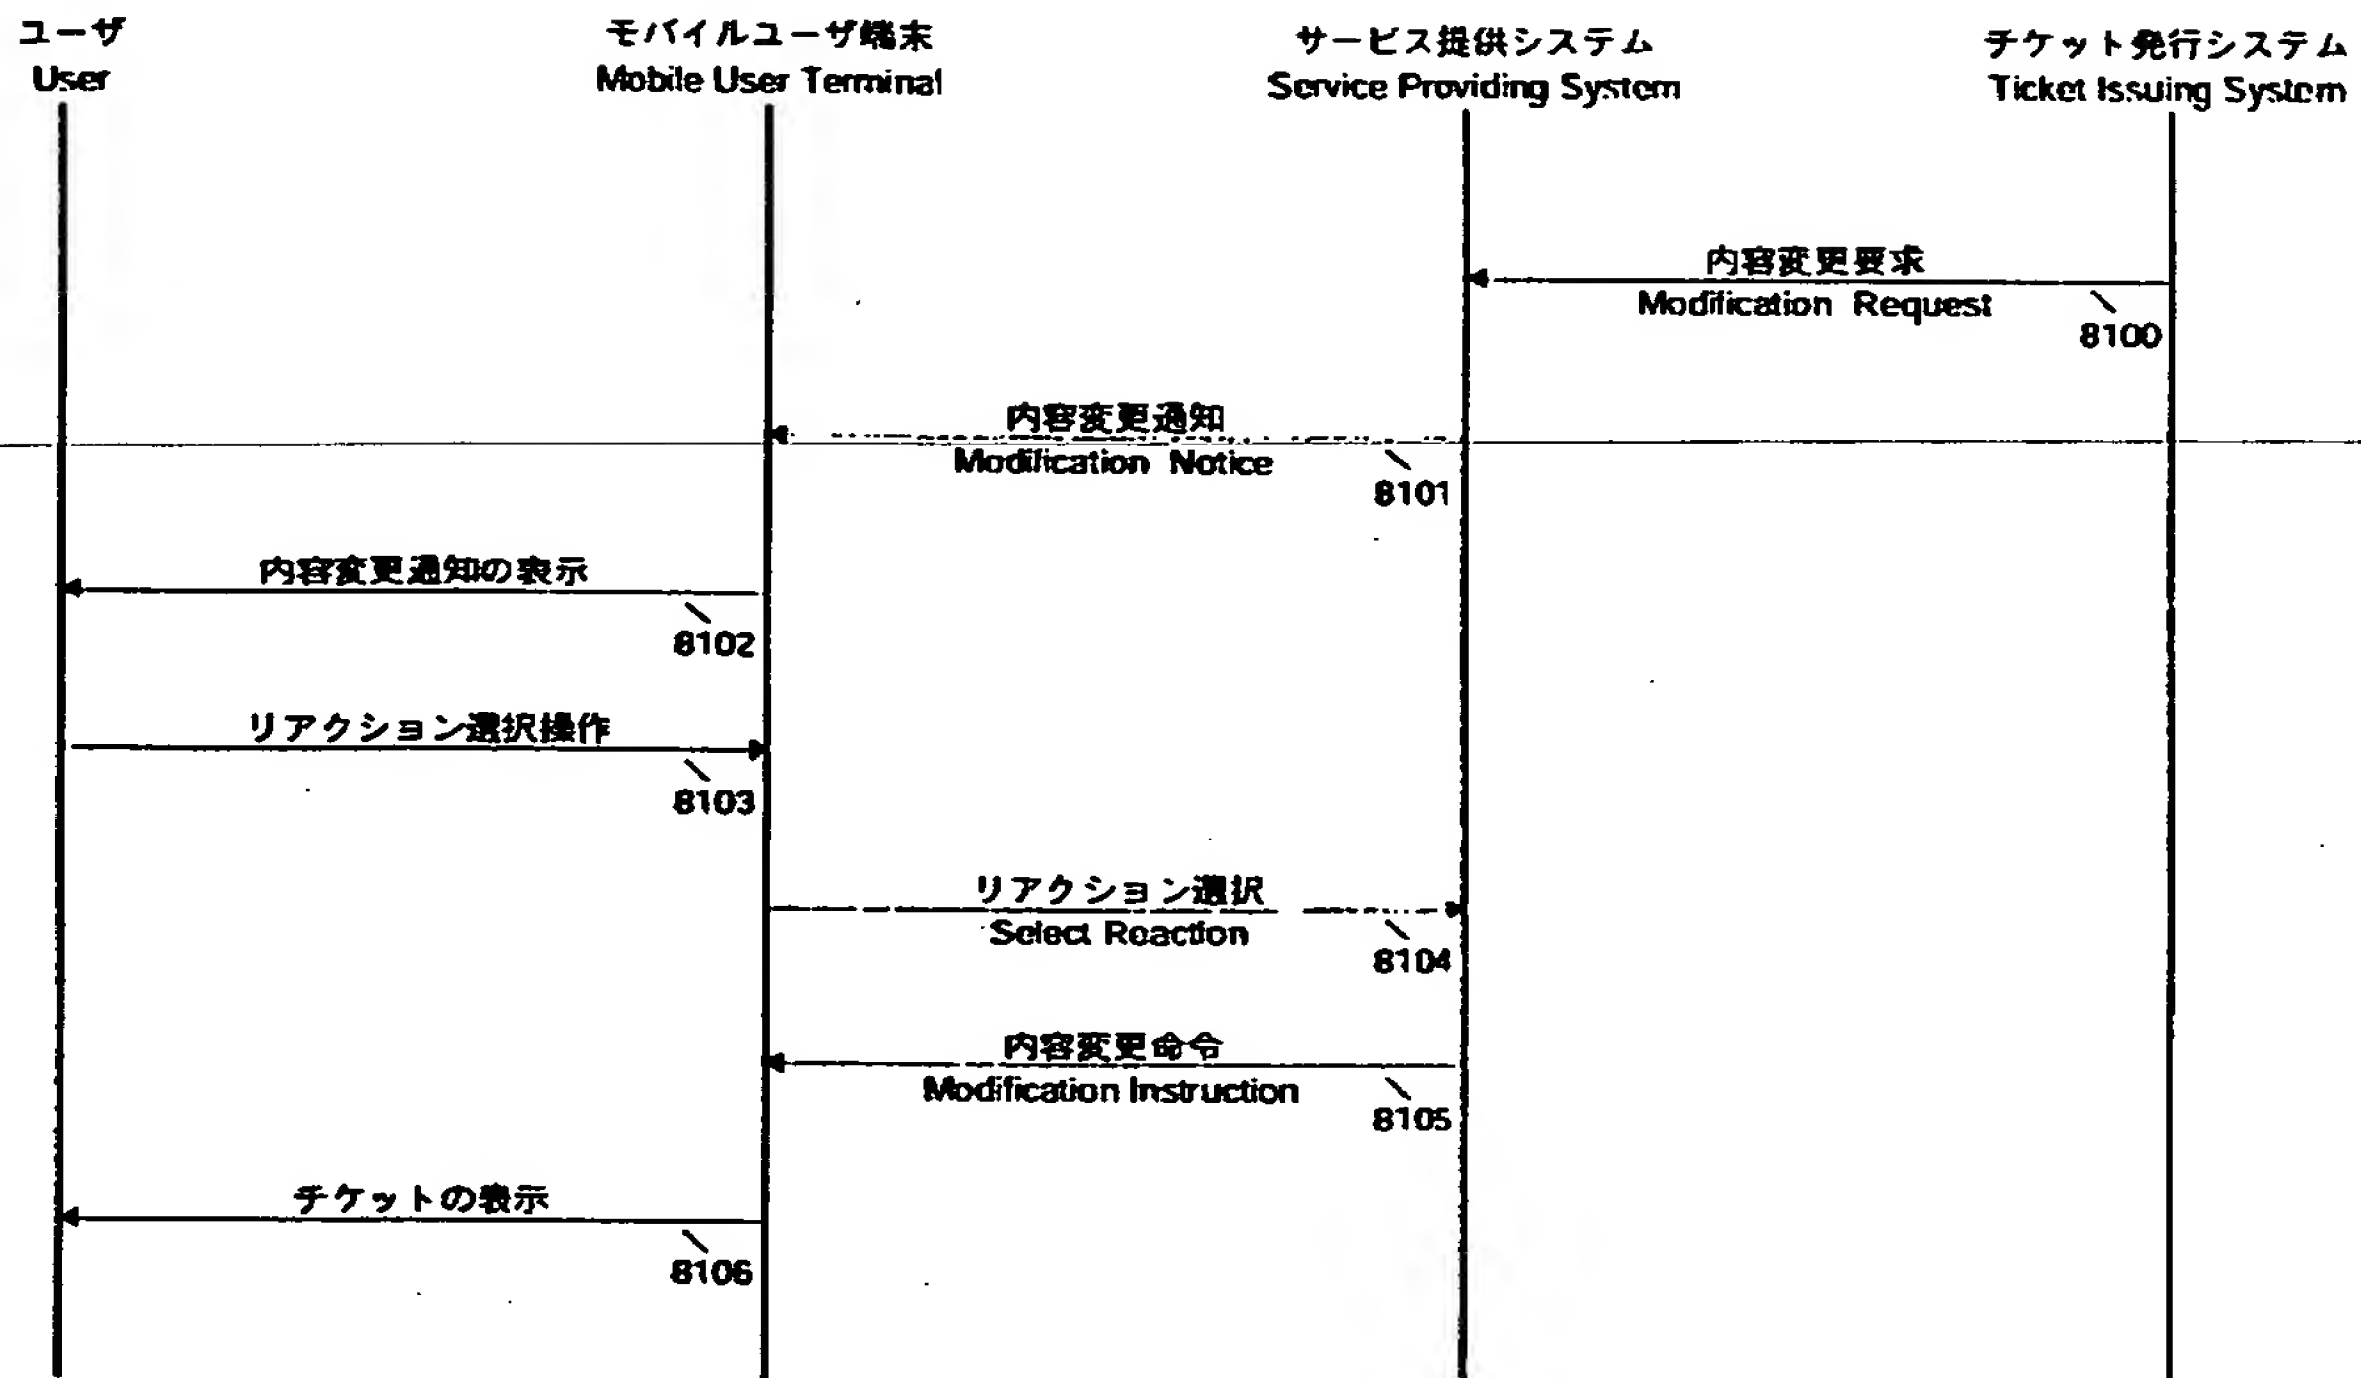 ユーザ
User
モバイルユーザ端末
Mobile User Terminal
サービス提供システム
Service Providing System
チケット発行システム
Ticket Issuing System
内容変更要求
Modification Request
8100
内容変更通知
Modification Notice
8101
内容変更通知の表示
8102
リアクション選択操作
8103
リアクション選択
Select Reaction
8104
内容変更命令
Modification Instruction
8105
チケットの表示
8106